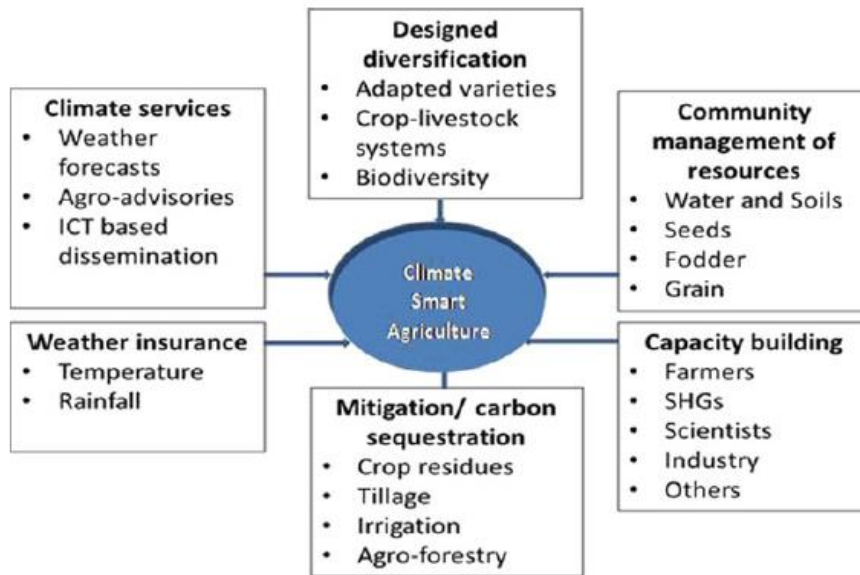 Designed
diversification
• Adapted varieties
• Crop-livestock
systems
• Biodiversity
Climate services
• Weather
forecasts
• Agro-advisories
• ICT based
dissemination
Community
management of
resources
• Water and Soils
• Seeds
• Fodder
• Grain
Climate
Smart
Agriculture
Weather insurance
• Temperature
• Rainfall
Capacity building
• Farmers
• SHGs
• Scientists
• Industry
• Others
Mitigation/ carbon
sequestration
• Crop residues
• Tillage
• Irrigation
• Agro-forestry